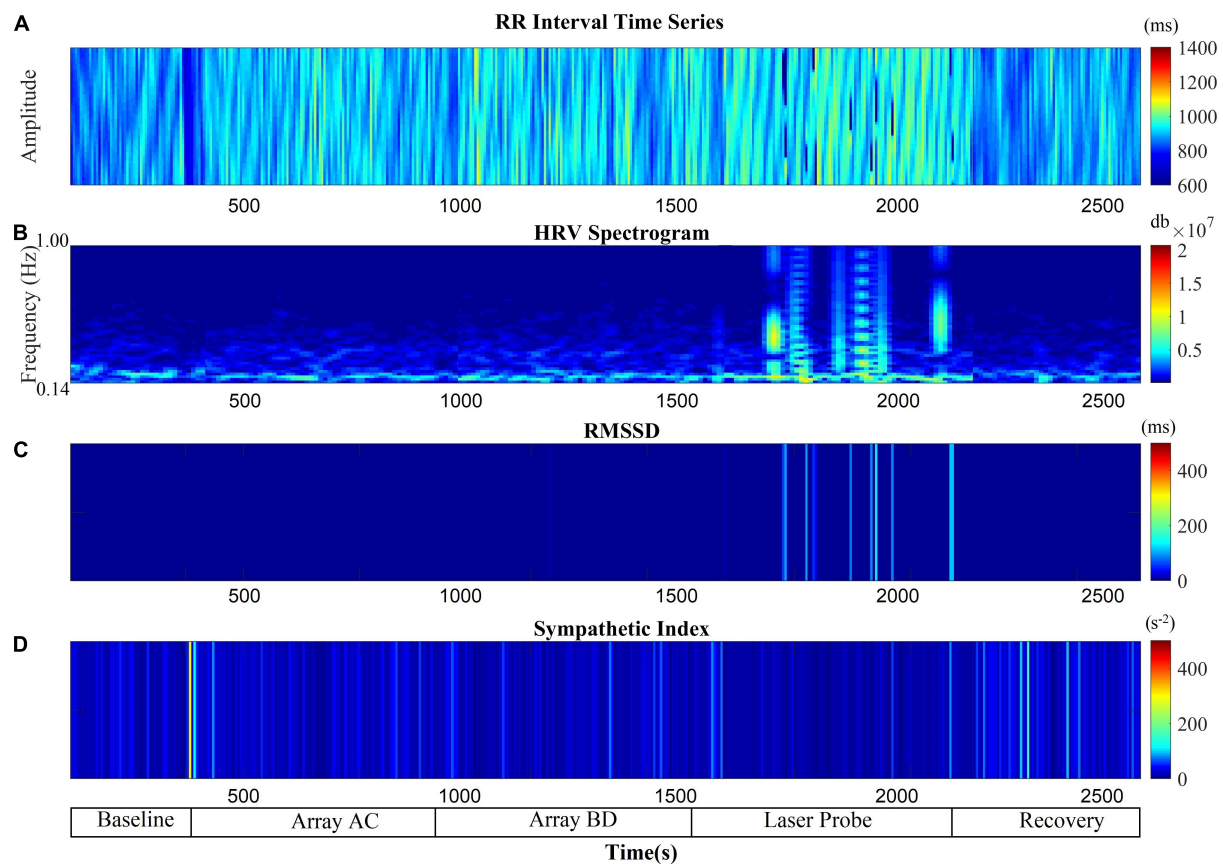 A
RR Interval Time Series
(ms)
Amplitude
1400
1200
1000
800
600
500 1000 1500 2000 2500
B
HRV Spectrogram
db
×10⁷
Frequency (Hz)
1.00
0.14
2
1.5
1
0.5
500 1000 1500 2000 2500
C
RMSSD
(ms)
400
200
0
500 1000 1500 2000 2500
D
Sympathetic Index
(s⁻²)
400
200
0
500 1000 1500 2000 2500
Baseline Array AC Array BD Laser Probe Recovery
Time(s)